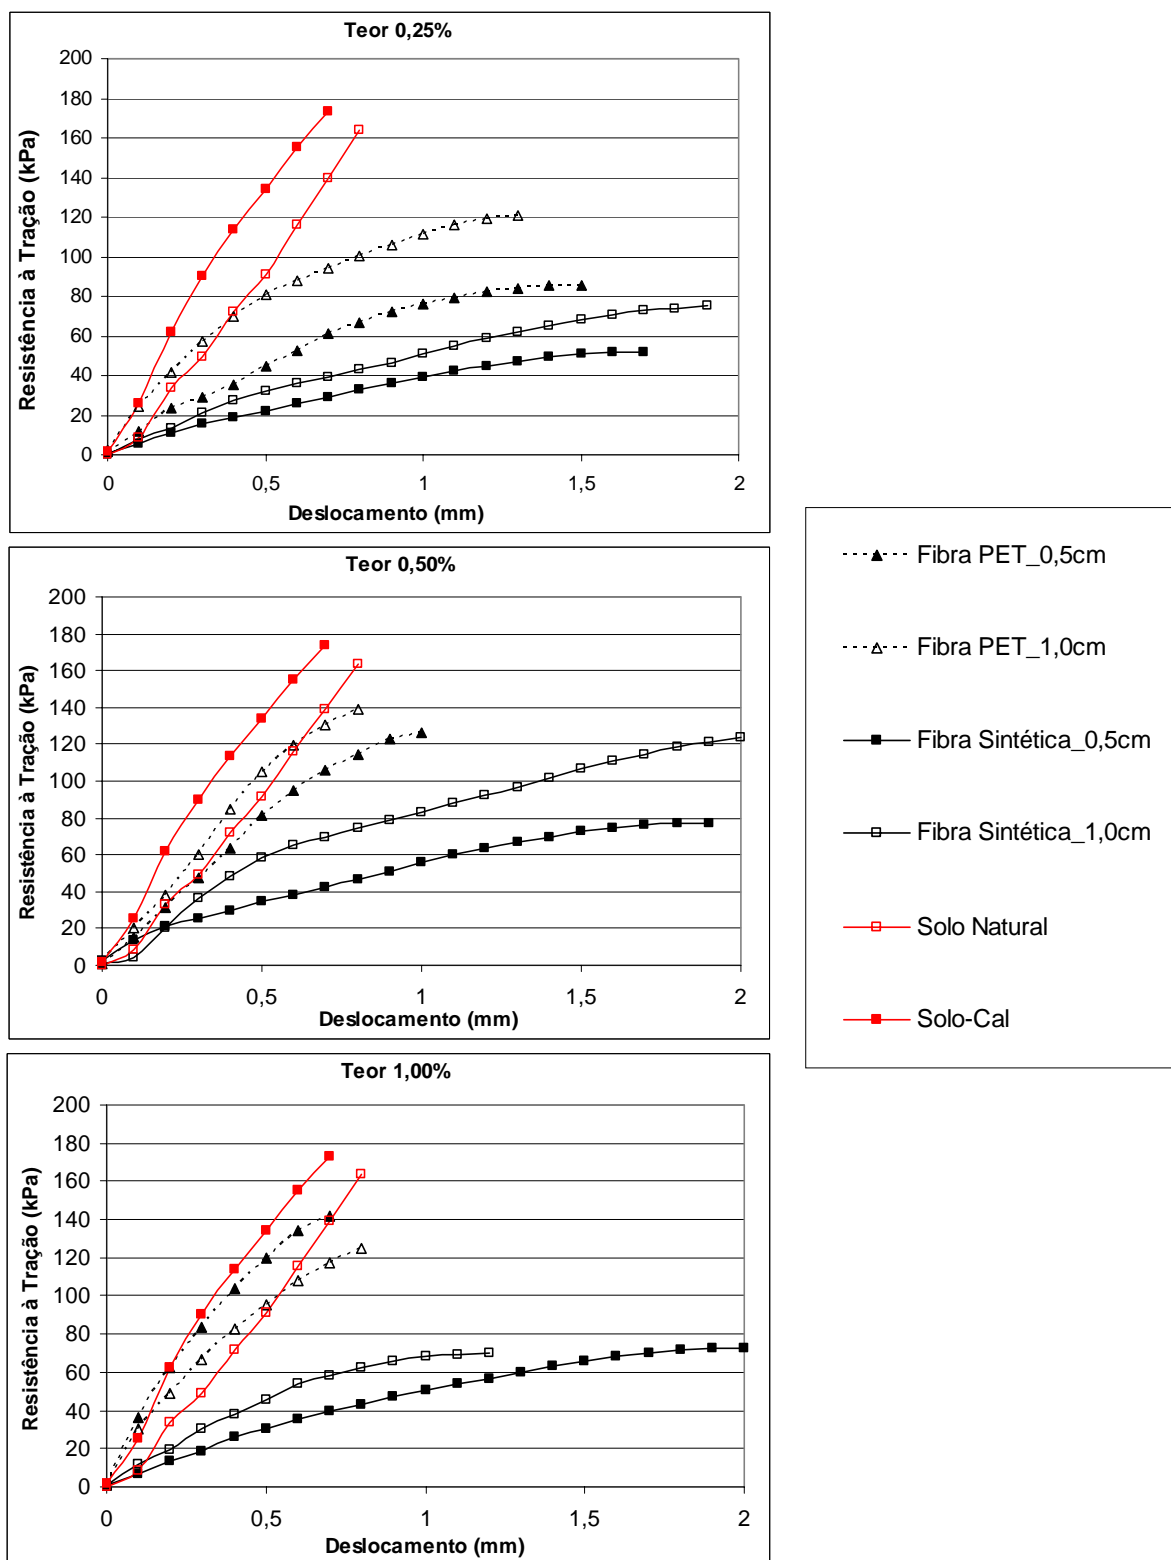 Teor 0,25%
Resistência à Tração (kPa)
200
180
160
140
120
100
80
60
40
20
0
0 0,5 1 1,5 2
Deslocamento (mm)
Teor 0,50%
Resistência à Tração (kPa)
200
180
160
140
120
100
80
60
40
20
0
0 0,5 1 1,5 2
Deslocamento (mm)
Teor 1,00%
Resistência à Tração (kPa)
200
180
160
140
120
100
80
60
40
20
0
0 0,5 1 1,5 2
Deslocamento (mm)
Fibra PET_0,5cm
Fibra PET_1,0cm
Fibra Sintética_0,5cm
Fibra Sintética_1,0cm
Solo Natural
Solo-Cal